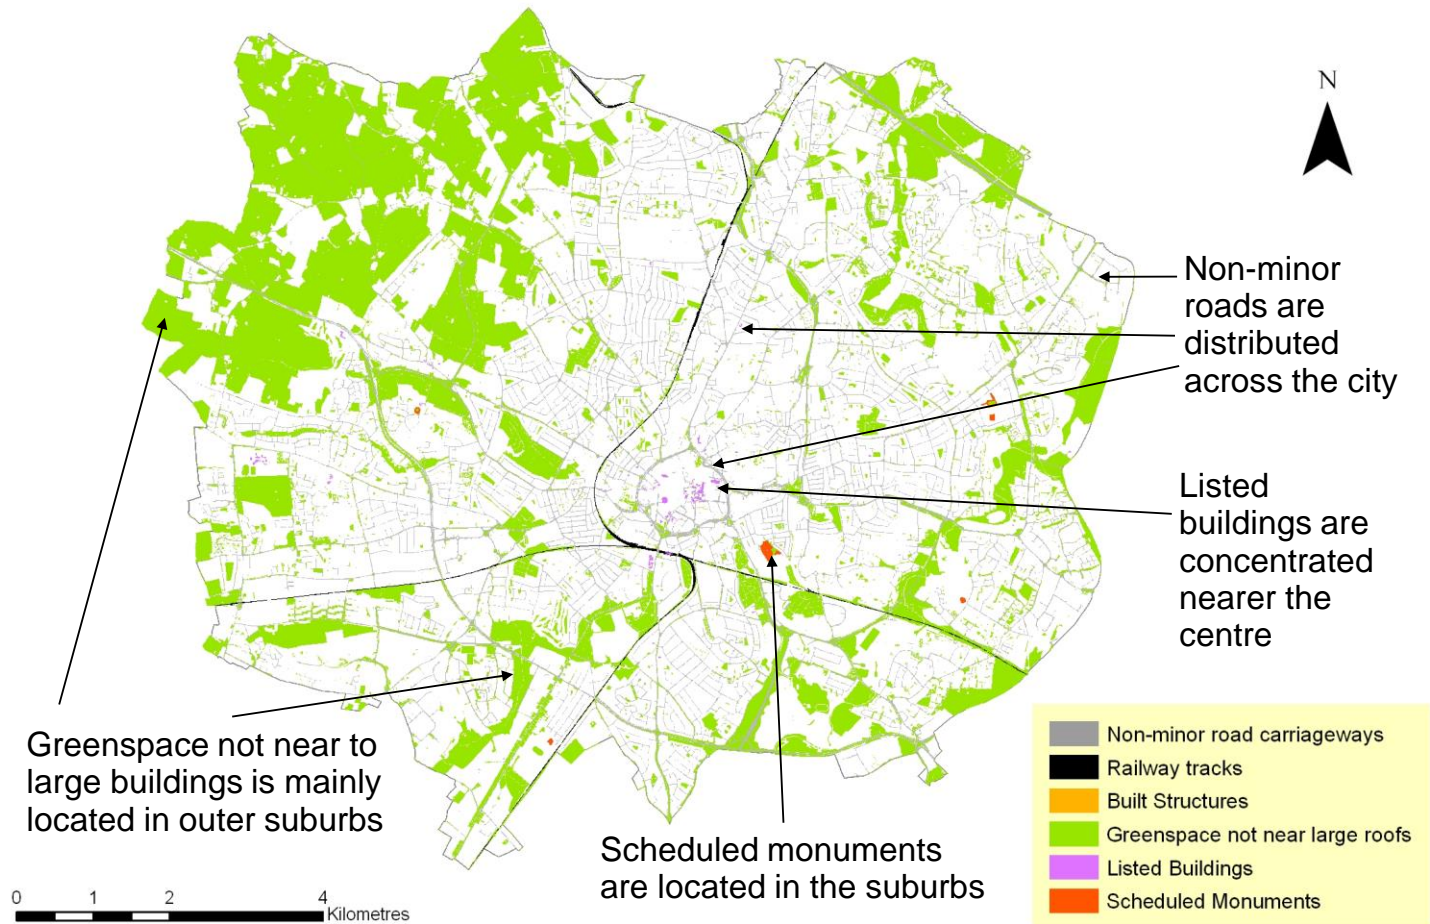 N
Non-minor
roads are
distributed
across the city
Listed
buildings are
concentrated
nearer the
centre
Greenspace not near to
large buildings is mainly
located in outer suburbs
Scheduled monuments
are located in the suburbs
Non-minor road carriageways
Railway tracks
Built Structures
Greenspace not near large roofs
Listed Buildings
Scheduled Monuments
0 1 2 4
Kilometres